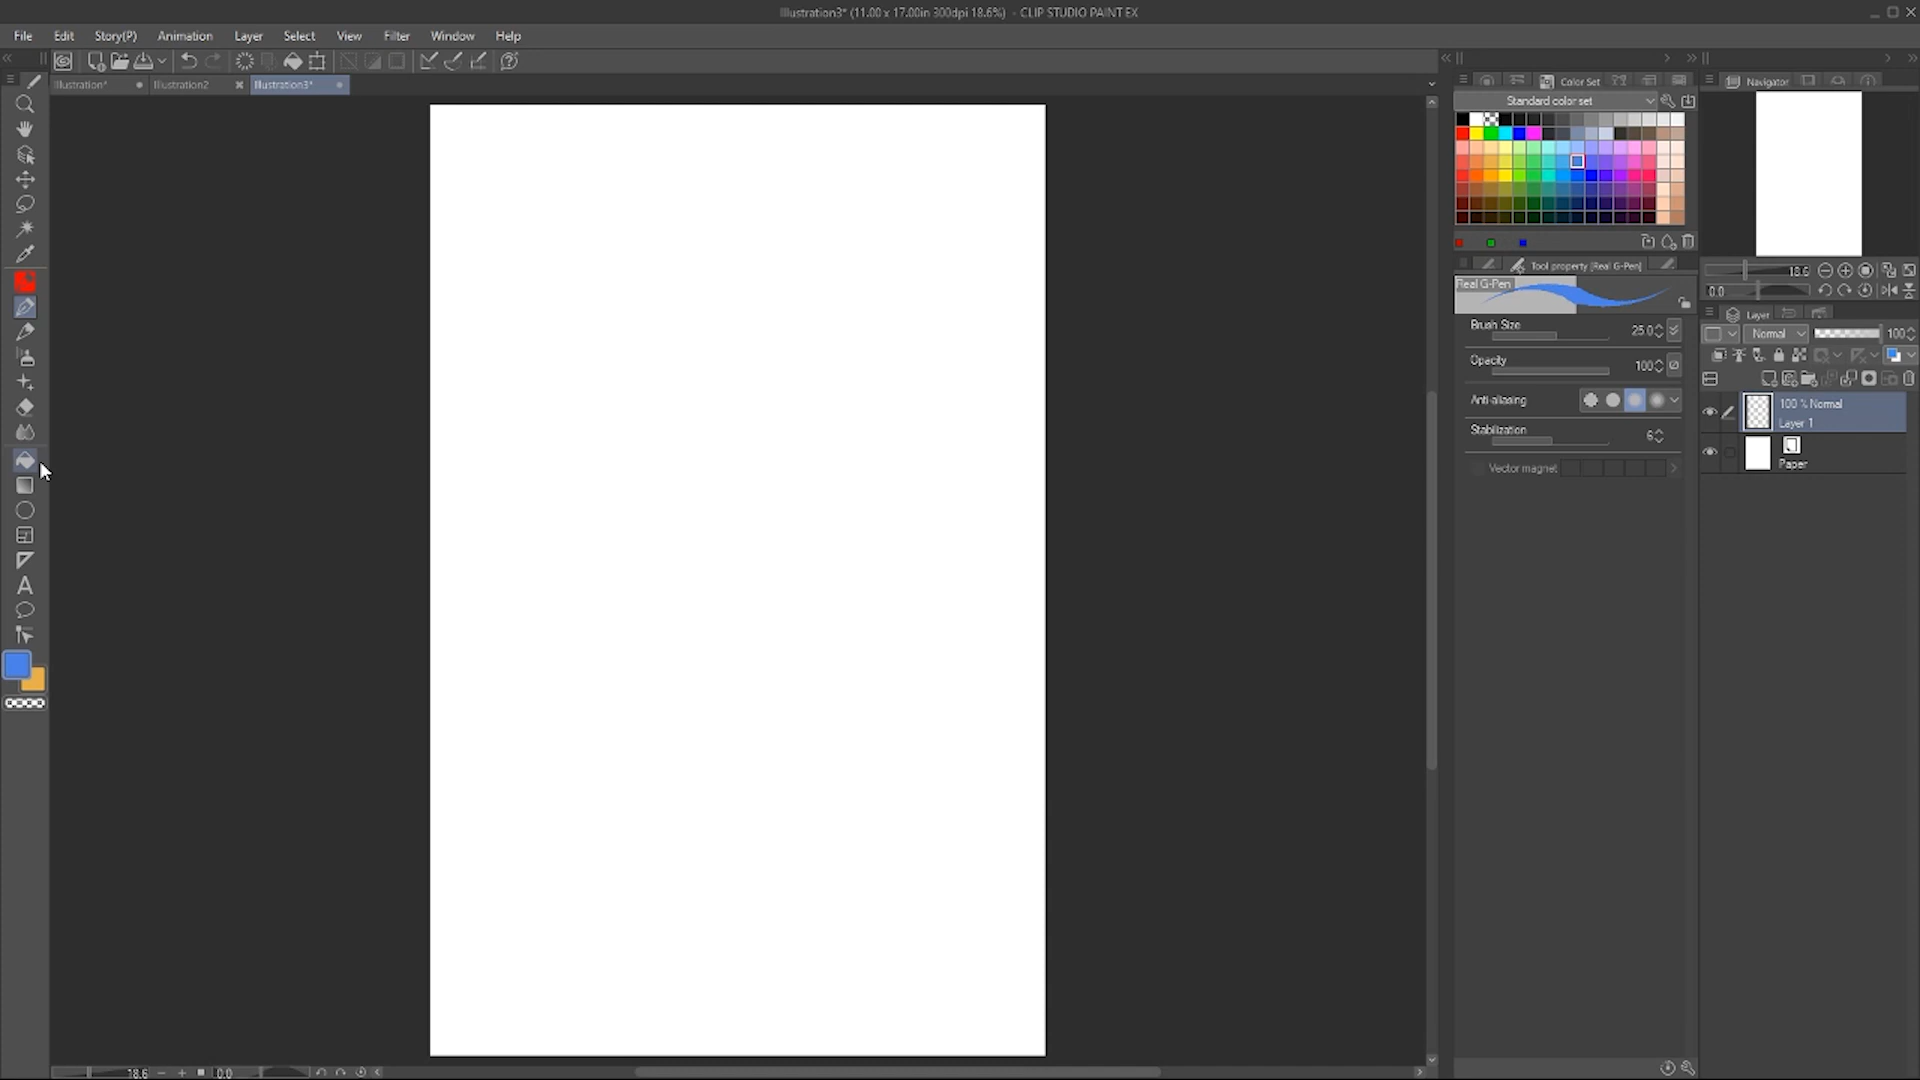 Illustration3* (11.00 x 17.00in 300dpi 18.6%) - CLIP STUDIO PAINT EX
File Edit Story(P) Animation Layer Select View Filter Window Help
Illustration* Illustration2 Illustration3*
Color Set
Navigator
Standard color set
18.6
0.0
Tool property [Real G-Pen]
Real G-Pen
Brush Size 25.0
Opacity 100
Anti-aliasing
Stabilization 6
Vector magnet
Layer
Normal 100
100 % Normal
Layer 1
Paper
A
18.6 0.0